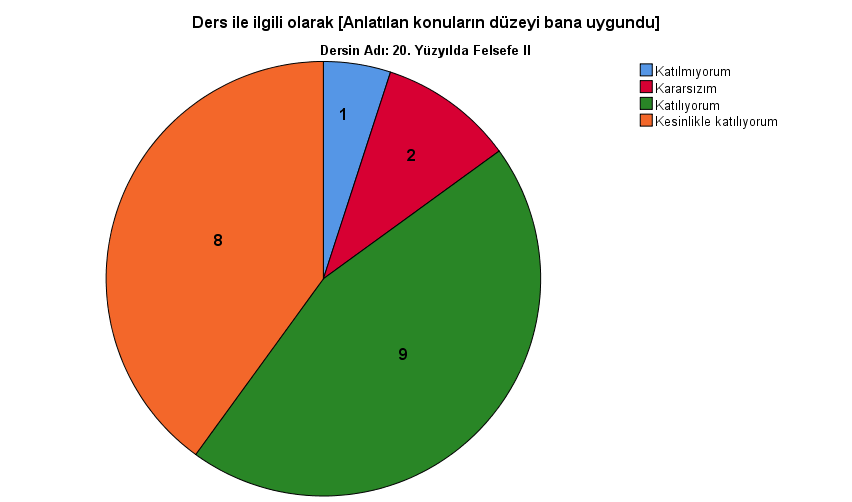 Ders ile ilgili olarak [Anlatılan konuların düzeyi bana uygundu]
Dersin Adı: 20. Yüzyılda Felsefe II
Katılmıyorum
Kararsızım
Katılıyorum
Kesinlikle katılıyorum
1
2
8
9